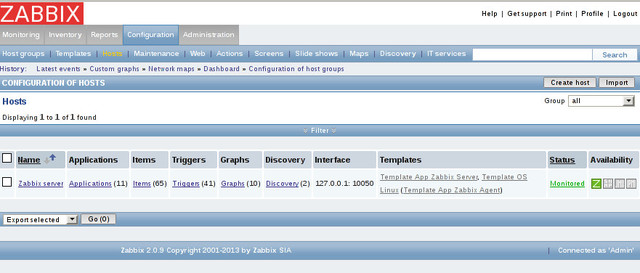 ZABBIX
Help | Get support | Print | Profile | Logout
Monitoring Inventory Reports Configuration Administration
Host groups | Templates | Hosts | Maintenance | Web | Actions | Screens | Slide shows | Maps | Discovery | IT services Search
History: Latest events » Custom graphs » Network maps » Dashboard » Configuration of host groups
CONFIGURATION OF HOSTS Create host Import
Hosts Group all
Displaying 1 to 1 of 1 found
Filter
Name Applications Items Triggers Graphs Discovery Interface Templates Status Availability
Zabbix server Applications (11) Items (65) Triggers (41) Graphs (10) Discovery (2) 127.0.0.1: 10050 Template App Zabbix Server, Template OS Monitored Z
Linux (Template App Zabbix Agent)
Export selected Go (0)
Zabbix 2.0.9 Copyright 2001-2013 by Zabbix SIA | Connected as 'Admin'